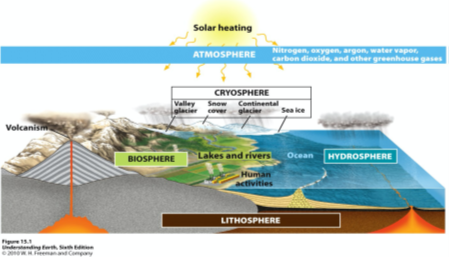 Solar heating
ATMOSPHERE
Nitrogen, oxygen, argon, water vapor,
carbon dioxide, and other greenhouse gases
CRYOSPHERE
Valley
glacier
Snow
cover
Continental
glacier
Sea ice
Volcanism
BIOSPHERE
Lakes and rivers
Ocean
HYDROSPHERE
Human
activities
LITHOSPHERE
Figure 15.1
Understanding Earth, Sixth Edition
© 2010 W. H. Freeman and Company